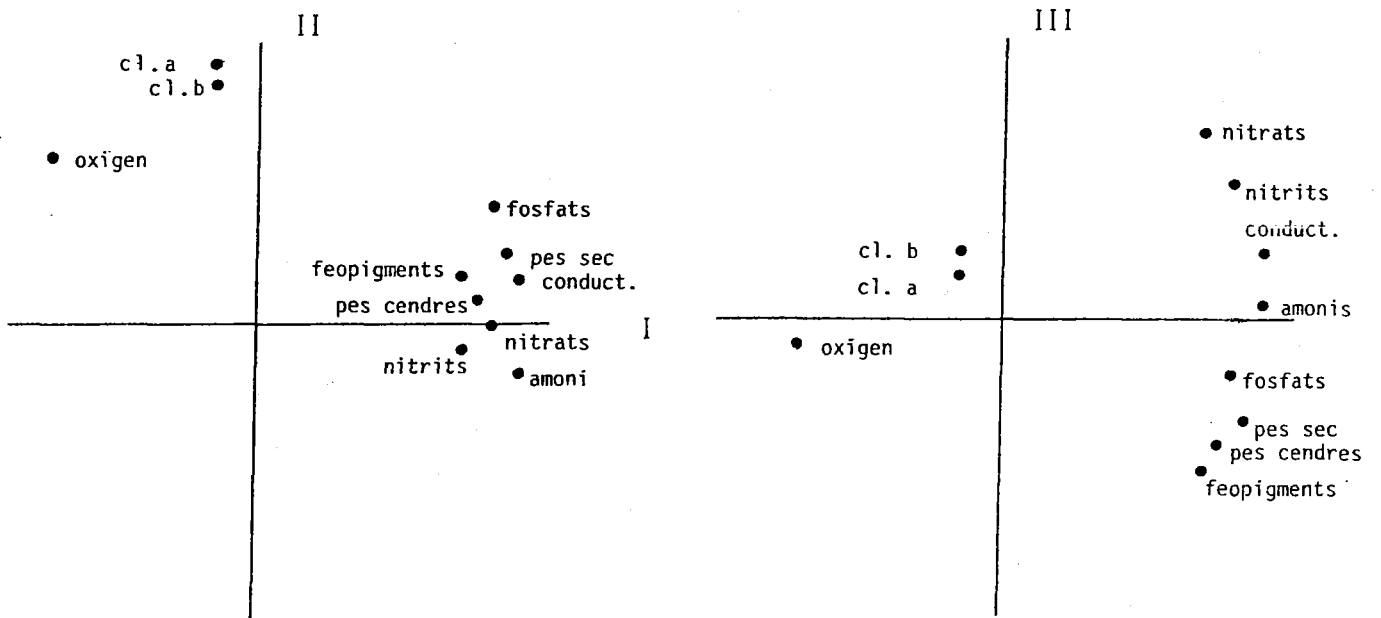 II
cl.a
cl.b
oxigen
fosfats
pes sec
feopigments
conduct.
pes cendres
I
nitrats
nitrits
amoni
III
nitrats
nitrits
conduct.
cl. b
cl. a
amonis
oxigen
fosfats
pes sec
pes cendres
feopigments